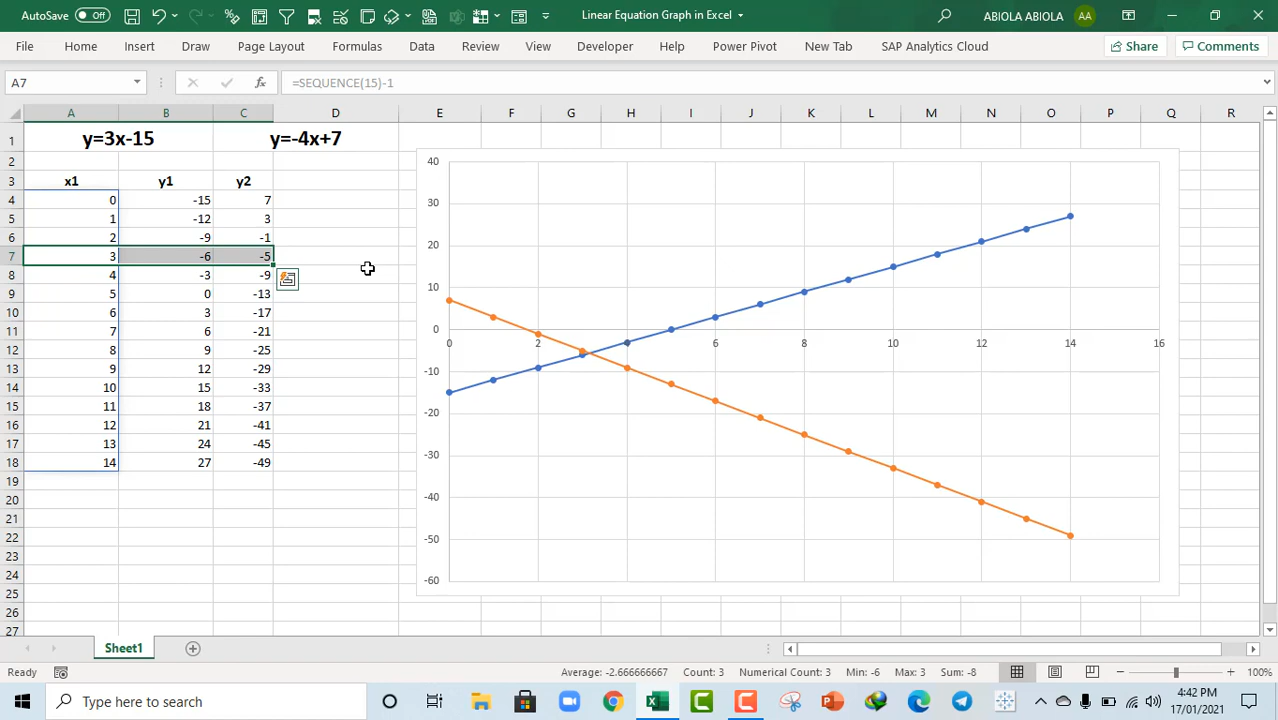 AutoSave Off Linear Equation Graph in Excel ABIOLA ABIOLA AA
File Home Insert Draw Page Layout Formulas Data Review View Developer Help Power Pivot New Tab SAP Analytics Cloud Share Comments
A7 fx =SEQUENCE(15)-1
A B C D E F G H I J K L M N O P Q R
1 y=3x-15 y=-4x+7
2
3 x1 y1 y2
4 0 -15 7
5 1 -12 3
6 2 -9 -1
7 3 -6 -5
8 4 -3 -9
9 5 0 -13
10 6 3 -17
11 7 6 -21
12 8 9 -25
13 9 12 -29
14 10 15 -33
15 11 18 -37
16 12 21 -41
17 13 24 -45
18 14 27 -49
19
20
21
22
23
24
25
26
27
40
30
20
10
0
0 2 4 6 8 10 12 14 16
-10
-20
-30
-40
-50
-60
Sheet1
Ready Average: -2.666666667 Count: 3 Numerical Count: 3 Min: -6 Max: 3 Sum: -8 100%
Type here to search 4:42 PM
17/01/2021